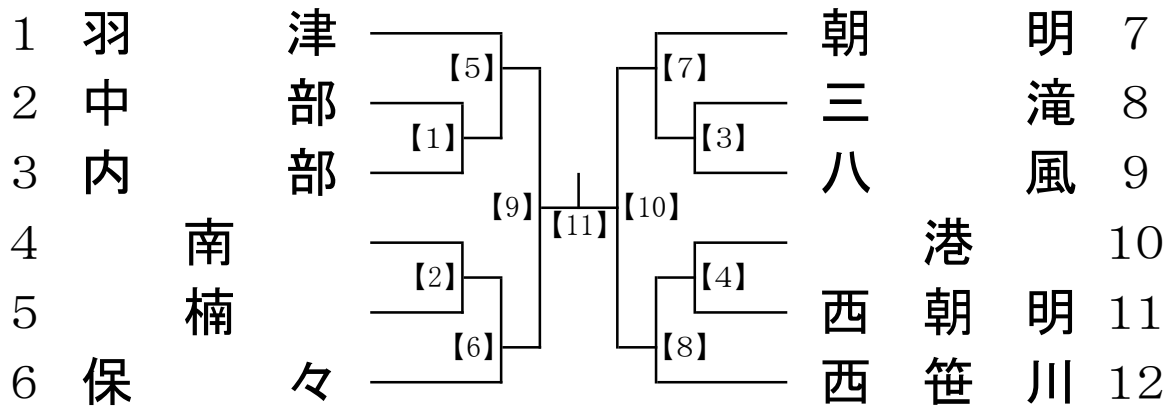 1 羽 津 朝 明 7
【5】 【7】
2 中 部 三 滝 8
【1】 【3】
3 内 部 八 風 9
【9】 【11】 【10】
4 南 港 10
【2】 【4】
5 楠 西 朝 明 11
【6】 【8】
6 保 々 西 笹 川 12